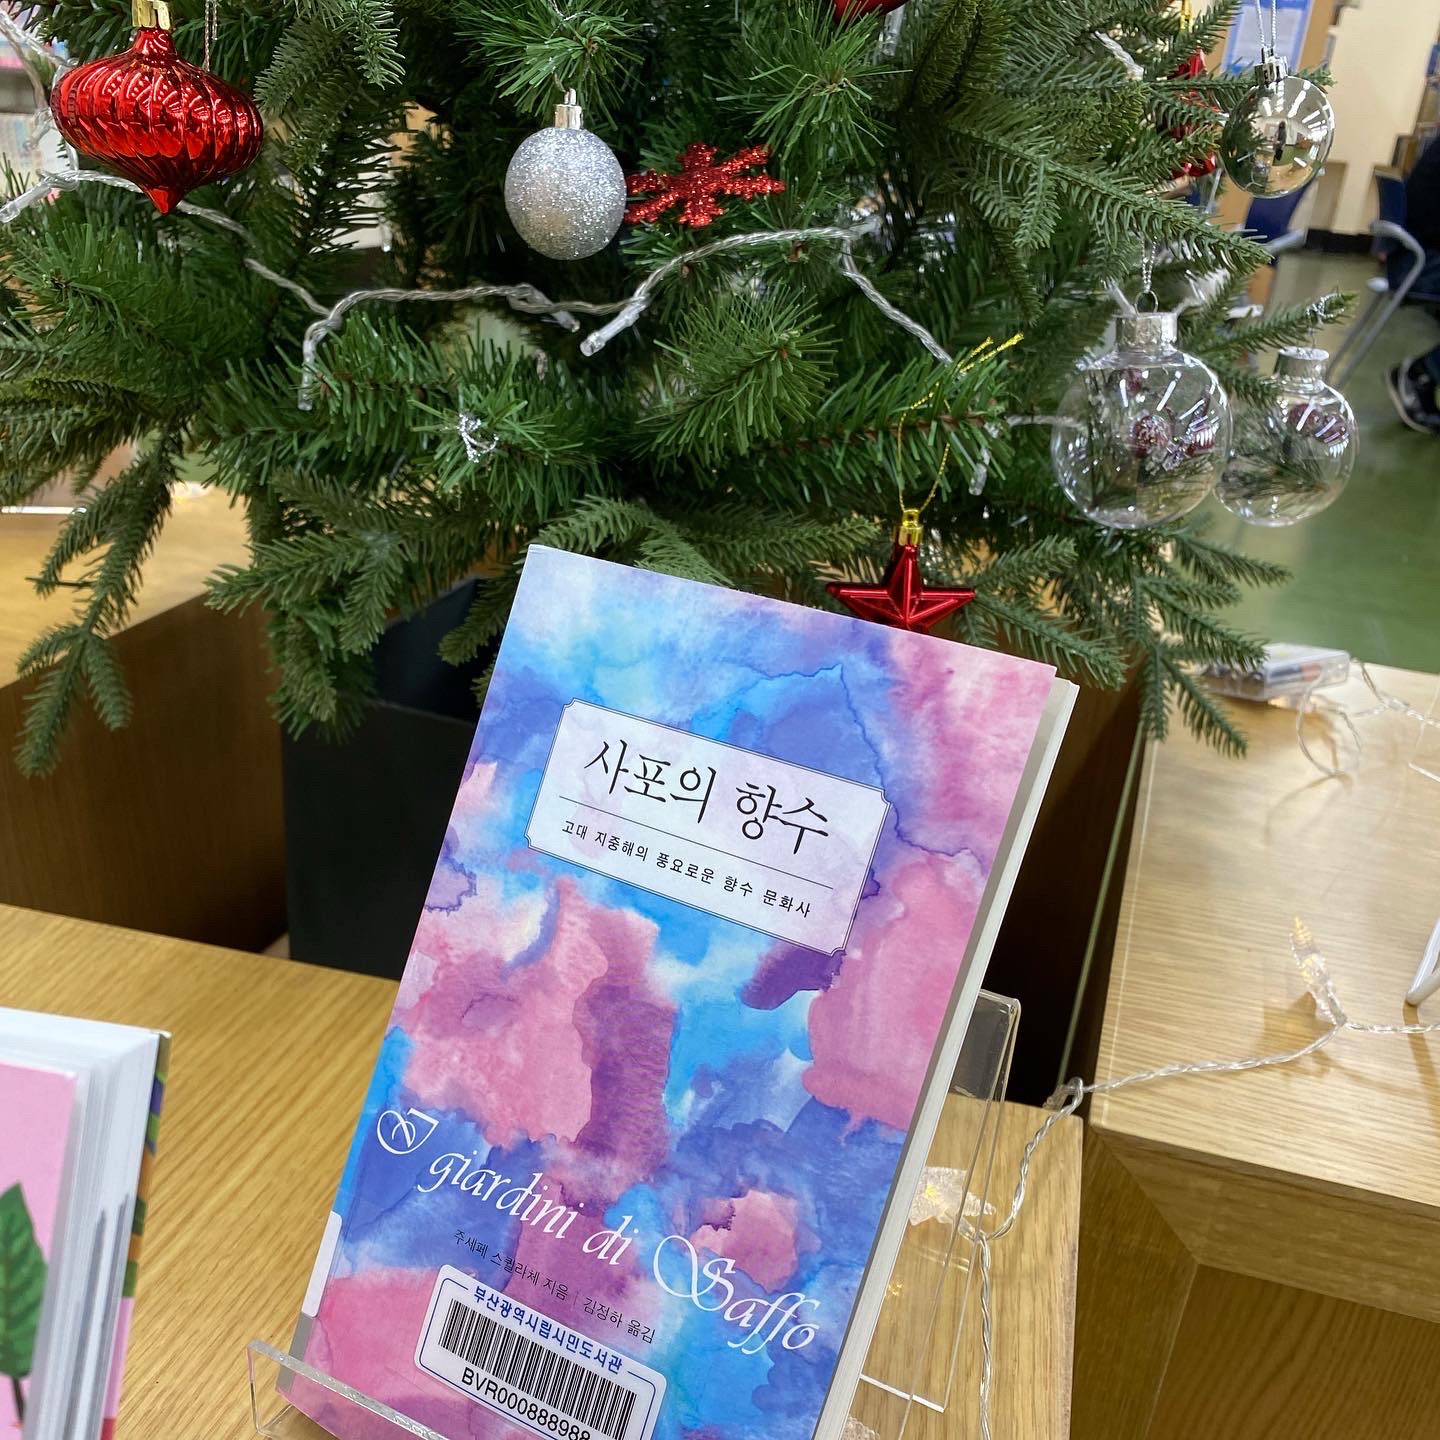 사포의 향수
고대 지중해의 풍요로운 향수 문화사
I giardini di Saffo
주세페 스퀼라체 지음 | 김정하 옮김
부산광역시립시민도서관
BVR000888988